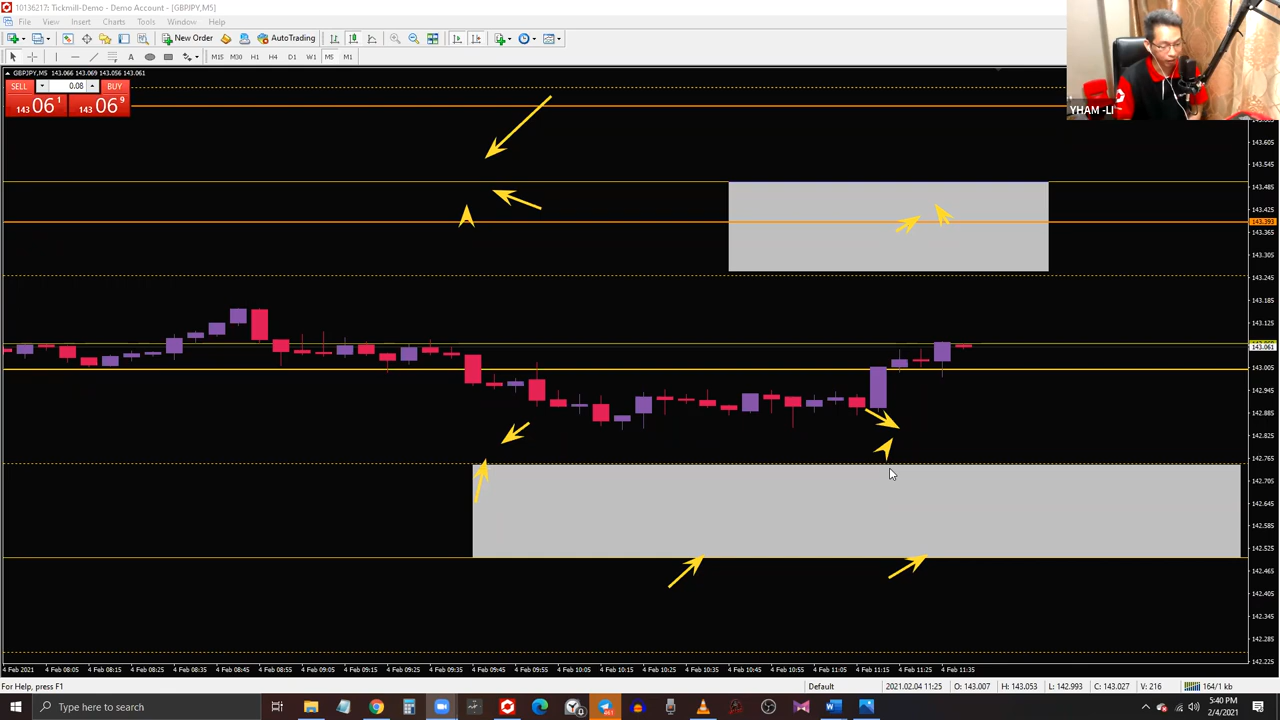 10136217: Tickmill-Demo - Demo Account - [GBPJPY,M5]
File View Insert Charts Tools Window Help
New Order AutoTrading
A M15 M30 H1 H4 D1 W1 M5 M1
GBPJPY,M5 143.066 143.069 143.056 143.061
SELL 0.08 BUY
143 06 1 143 06 9
YHAM -LI
143.605
143.545
143.485
143.425
143.365
143.305
143.245
143.185
143.125
143.061
143.005
142.945
142.885
142.825
142.765
142.705
142.645
142.585
142.525
142.465
142.405
142.345
142.285
142.225
4 Feb 2021 4 Feb 08:05 4 Feb 08:15 4 Feb 08:25 4 Feb 08:35 4 Feb 08:45 4 Feb 08:55 4 Feb 09:05 4 Feb 09:15 4 Feb 09:25 4 Feb 09:35 4 Feb 09:45 4 Feb 09:55 4 Feb 10:05 4 Feb 10:15 4 Feb 10:25 4 Feb 10:35 4 Feb 10:45 4 Feb 10:55 4 Feb 11:05 4 Feb 11:15 4 Feb 11:25 4 Feb 11:35
For Help, press F1 Default 2021.02.04 11:25 O: 143.007 H: 143.053 L: 142.993 C: 143.027 V: 216 164/1 kb
Type here to search
5:40 PM
2/4/2021